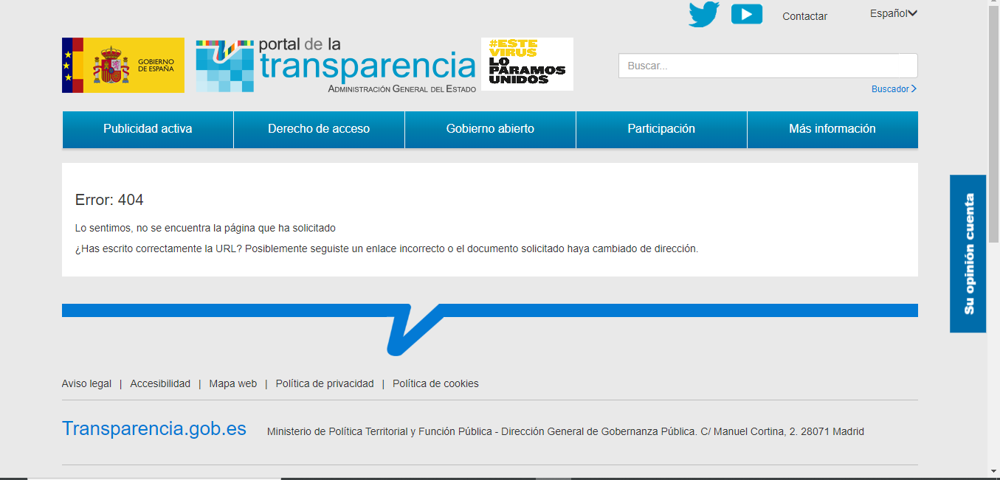 Contactar
Español
GOBIERNO
DE ESPAÑA
portal de la
transparencia
ADMINISTRACIÓN GENERAL DEL ESTADO
#ESTE
VIRUS
LO
PARAMOS
UNIDOS
Buscar...
Buscador
Publicidad activa
Derecho de acceso
Gobierno abierto
Participación
Más información
Error: 404
Lo sentimos, no se encuentra la página que ha solicitado
¿Has escrito correctamente la URL? Posiblemente seguiste un enlace incorrecto o el documento solicitado haya cambiado de dirección.
Su opinión cuenta
Aviso legal | Accesibilidad | Mapa web | Política de privacidad | Política de cookies
Transparencia.gob.es
Ministerio de Política Territorial y Función Pública - Dirección General de Gobernanza Pública. C/ Manuel Cortina, 2. 28071 Madrid